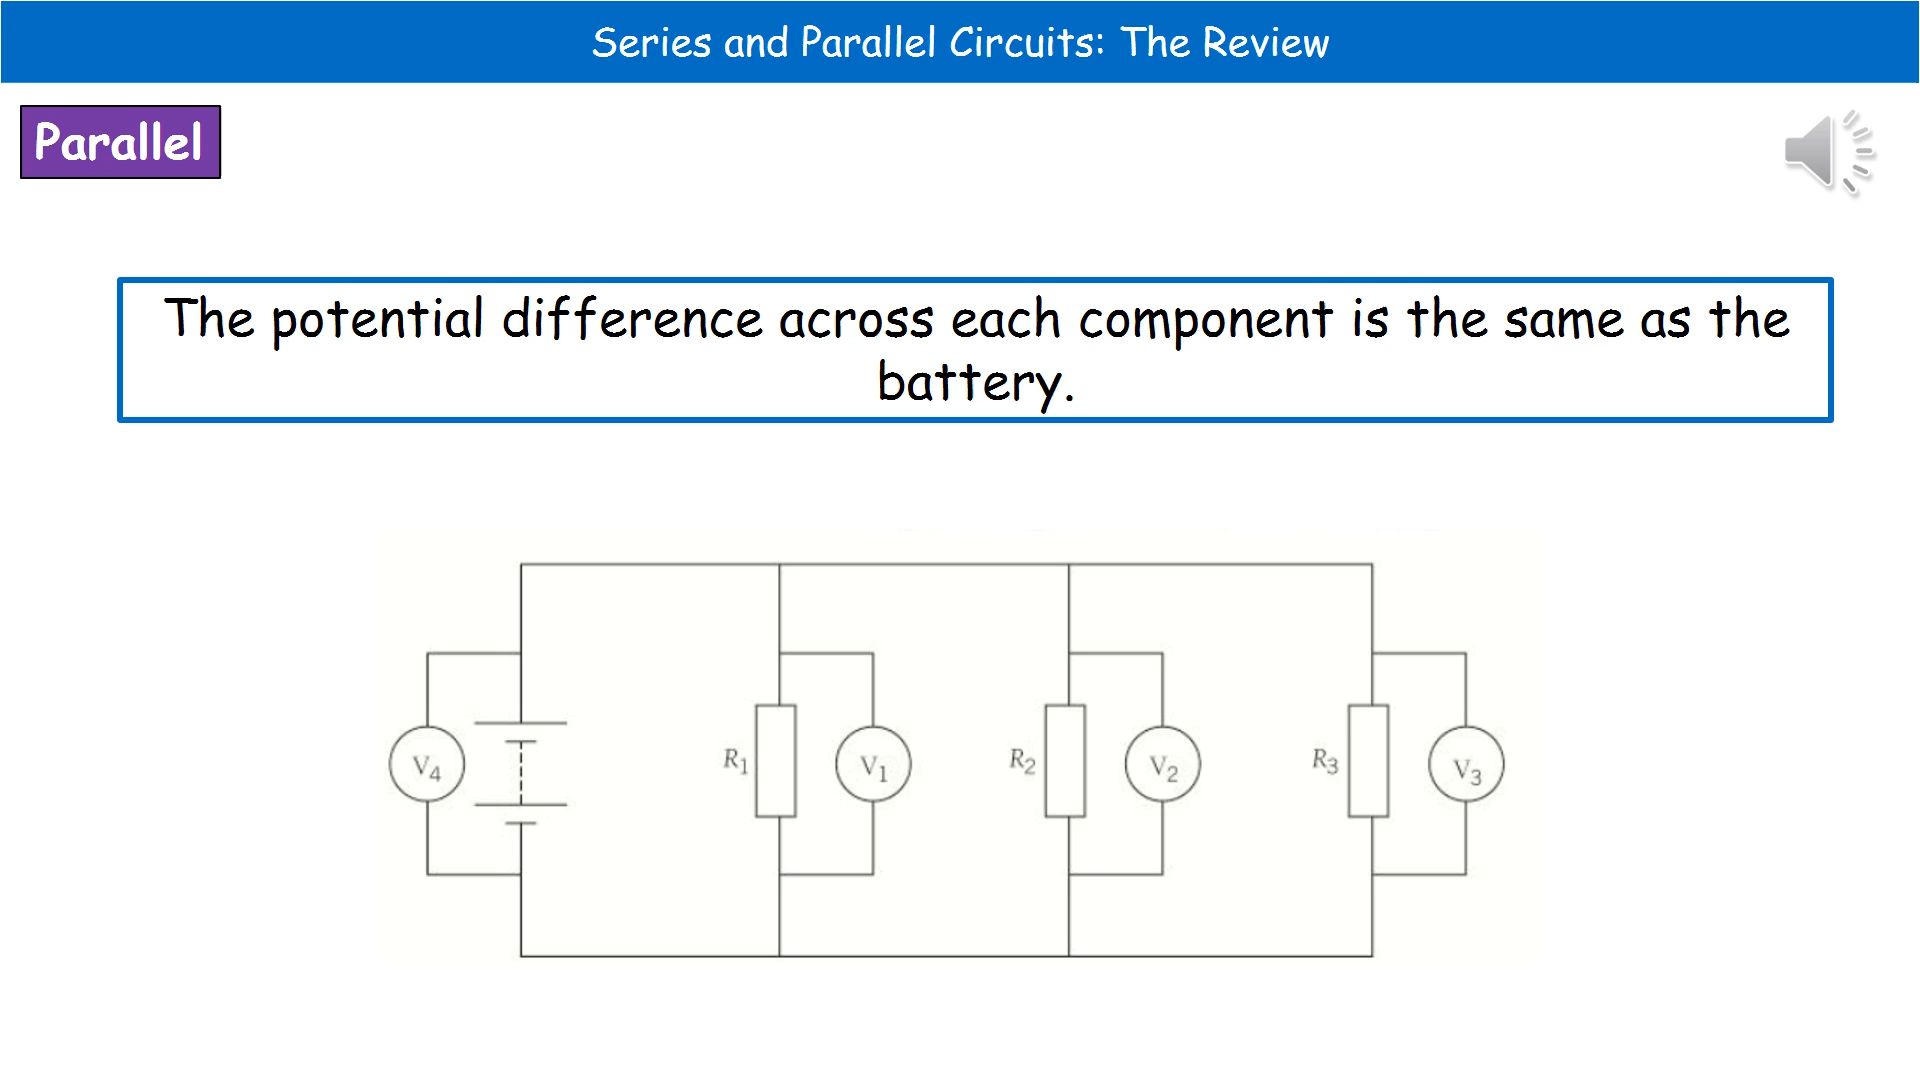 Series and Parallel Circuits: The Review
Parallel
The potential difference across each component is the same as the
battery.
V4
R1
V1
R2
V2
R3
V3